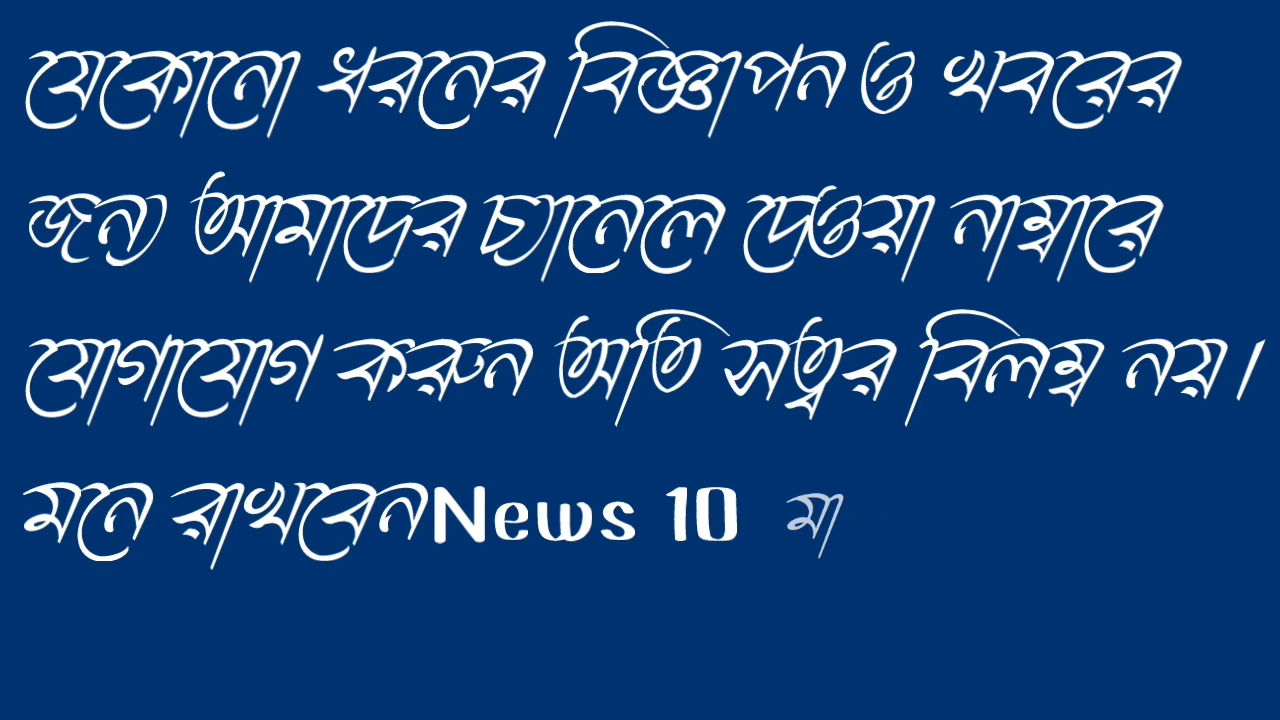 যেকোনো ধরনের বিজ্ঞাপন ও খবরের
জন্য আমাদের চ্যানেলে দেওয়া নাম্বারে
যোগাযোগ করুন অতি সত্বর বিলম্ব নয়।
মনে রাখবেন News 10 মা